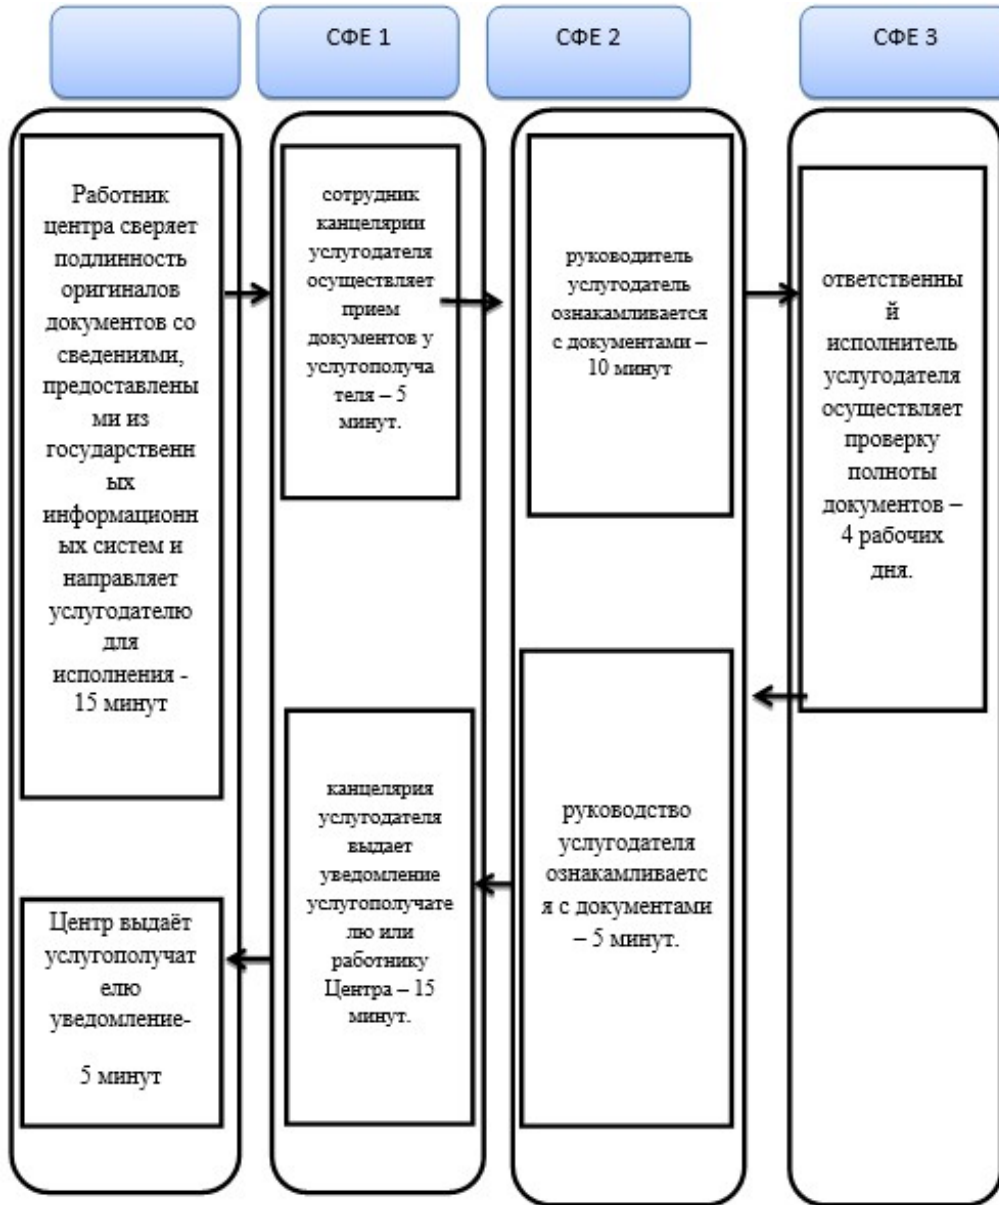 СФЕ 1
СФЕ 2
СФЕ 3
Работник
центра сверяет
подлинность
оригиналов
документов со
сведениями,
предоставлены
ми из
государственн
ых
информационн
ых систем и
направляет
услугодателю
для
исполнения -
15 минут
сотрудник
канцелярии
услугодателя
осуществляет
прием
документов у
услугополуча
теля – 5
минут.
руководитель
услугодатель
ознакамливается
с документами –
10 минут
ответственны
й
исполнитель
услугодателя
осуществляет
проверку
полноты
документов –
4 рабочих
дня.
руководство
услугодателя
ознакамливаетс
я с документами
– 5 минут.
канцелярия
услугодателя
выдает
уведомление
услугополучате
лю или
работнику
Центра – 15
минут.
Центр выдаёт
услугополучат
елю
уведомление-
5 минут